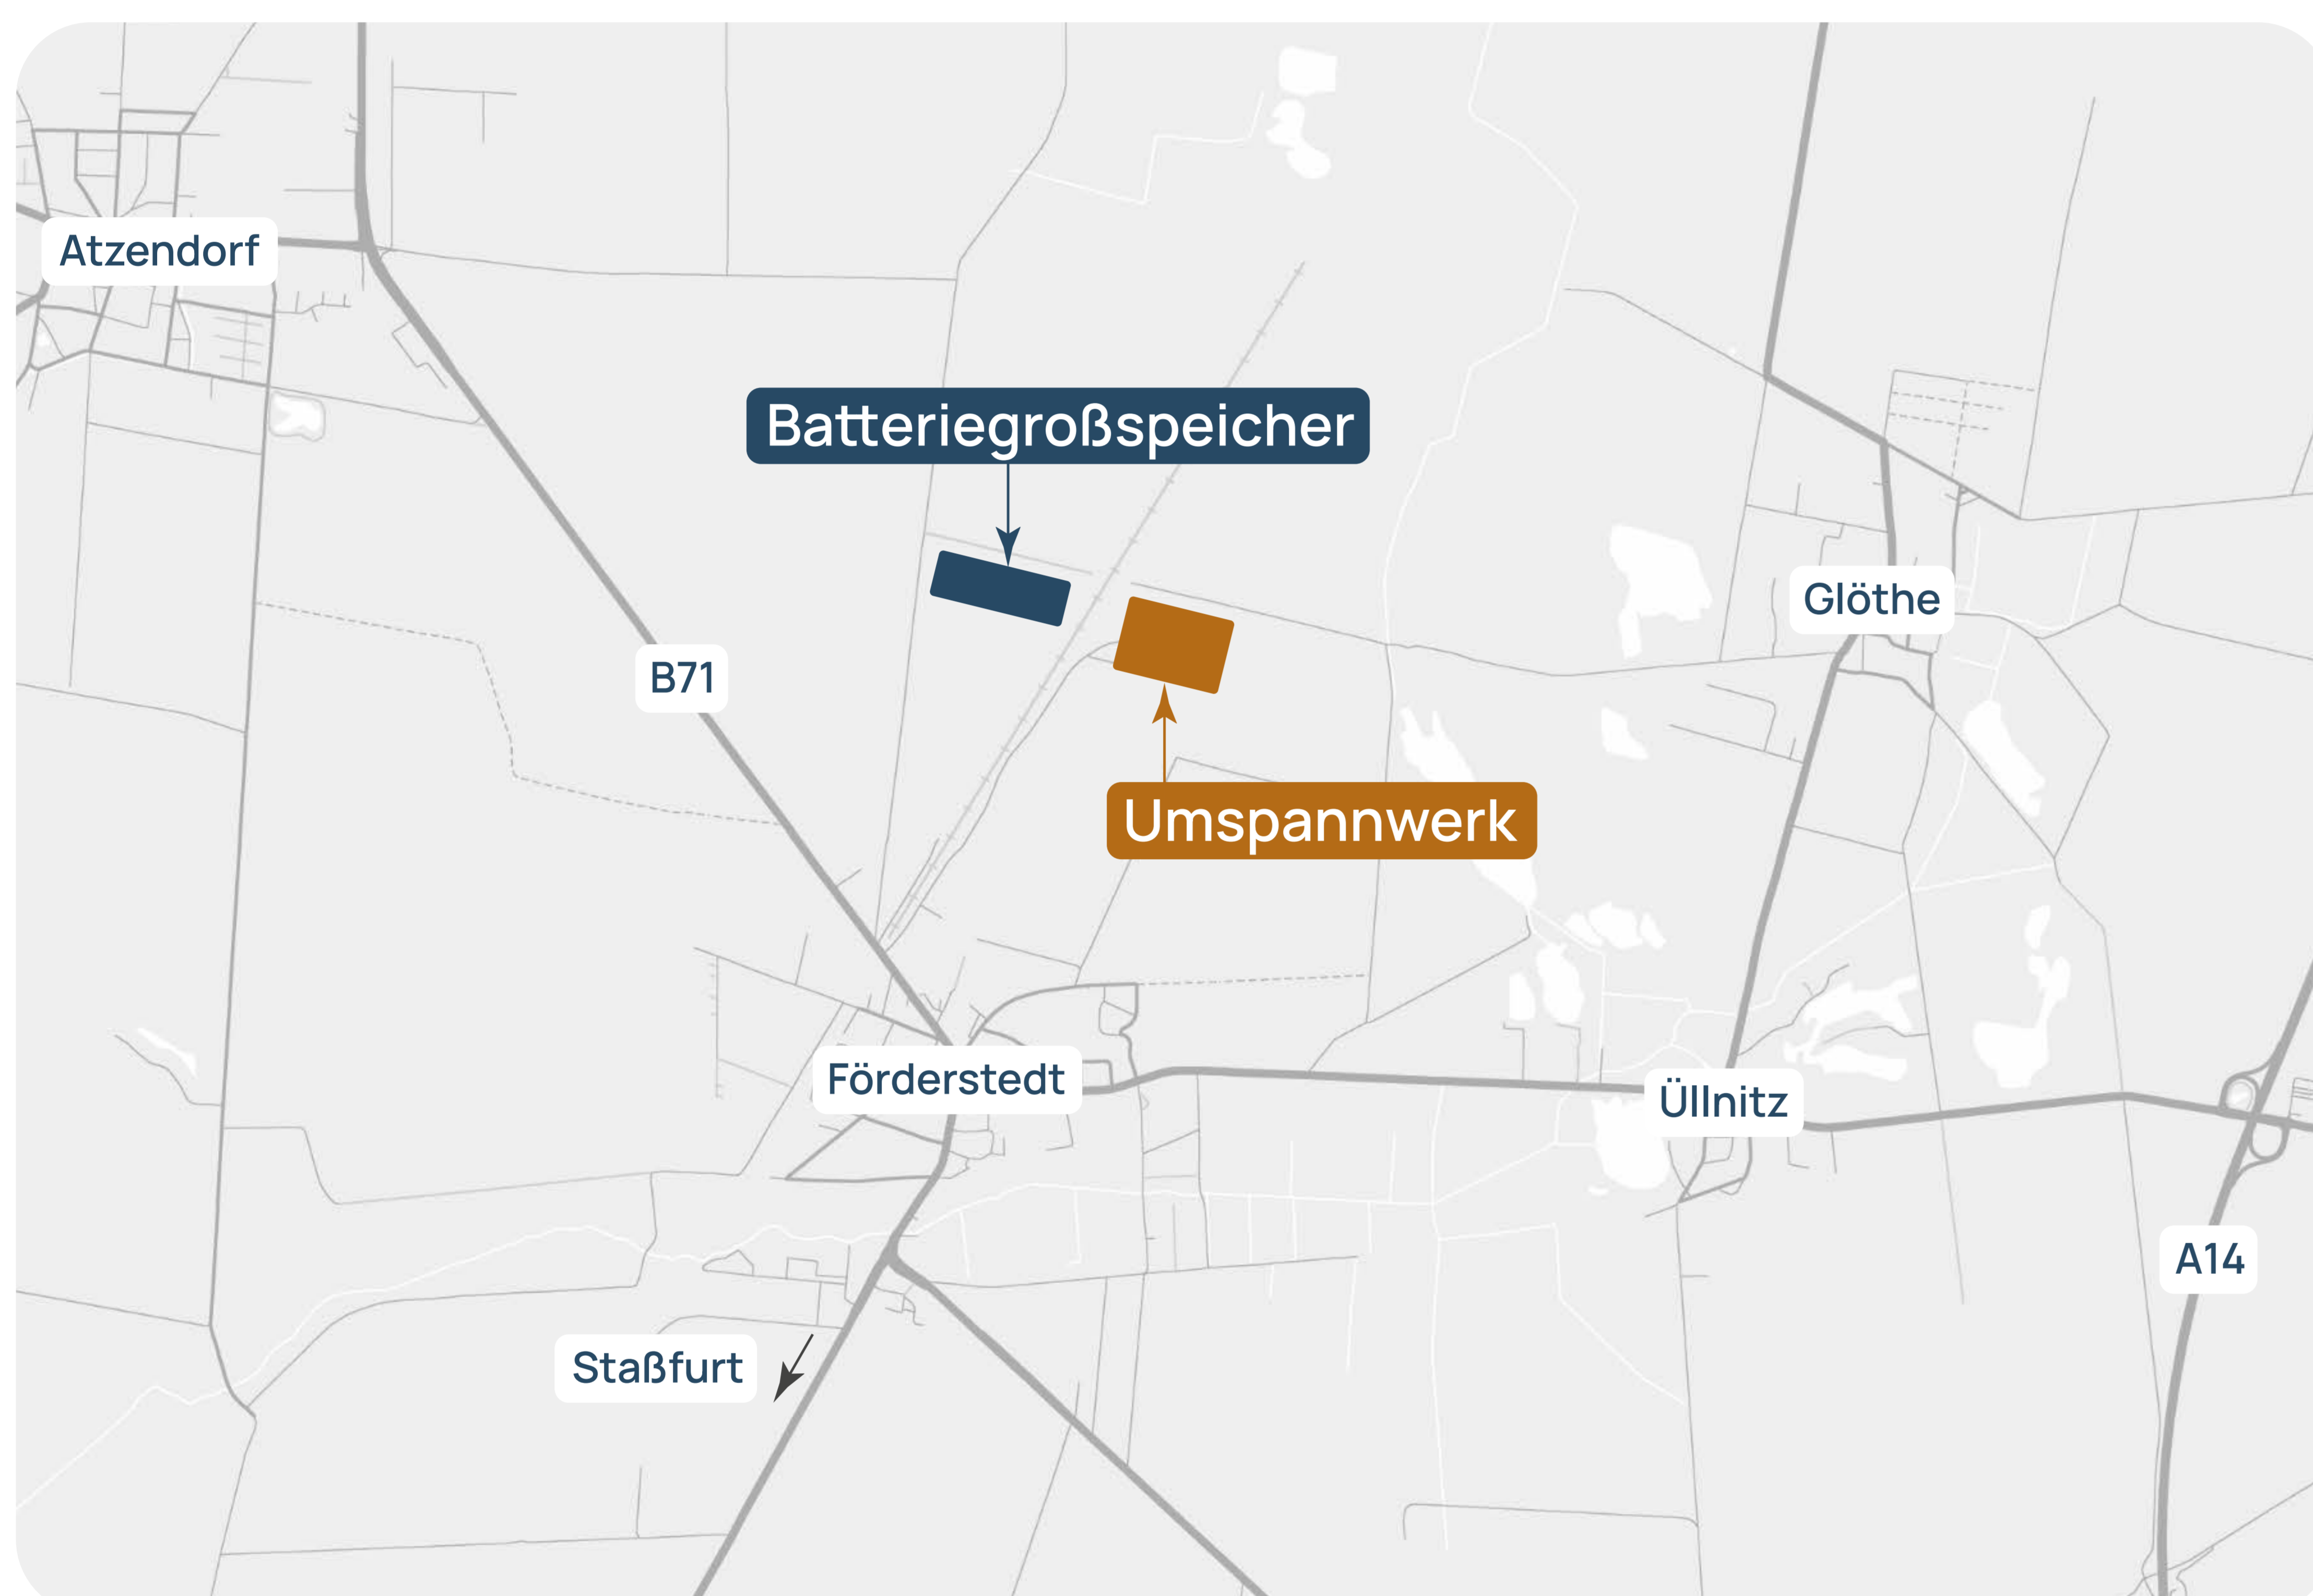 Atzendorf
Batteriegroßspeicher
Glöthe
B71
Umspannwerk
Förderstedt
Üllnitz
A14
Staßfurt